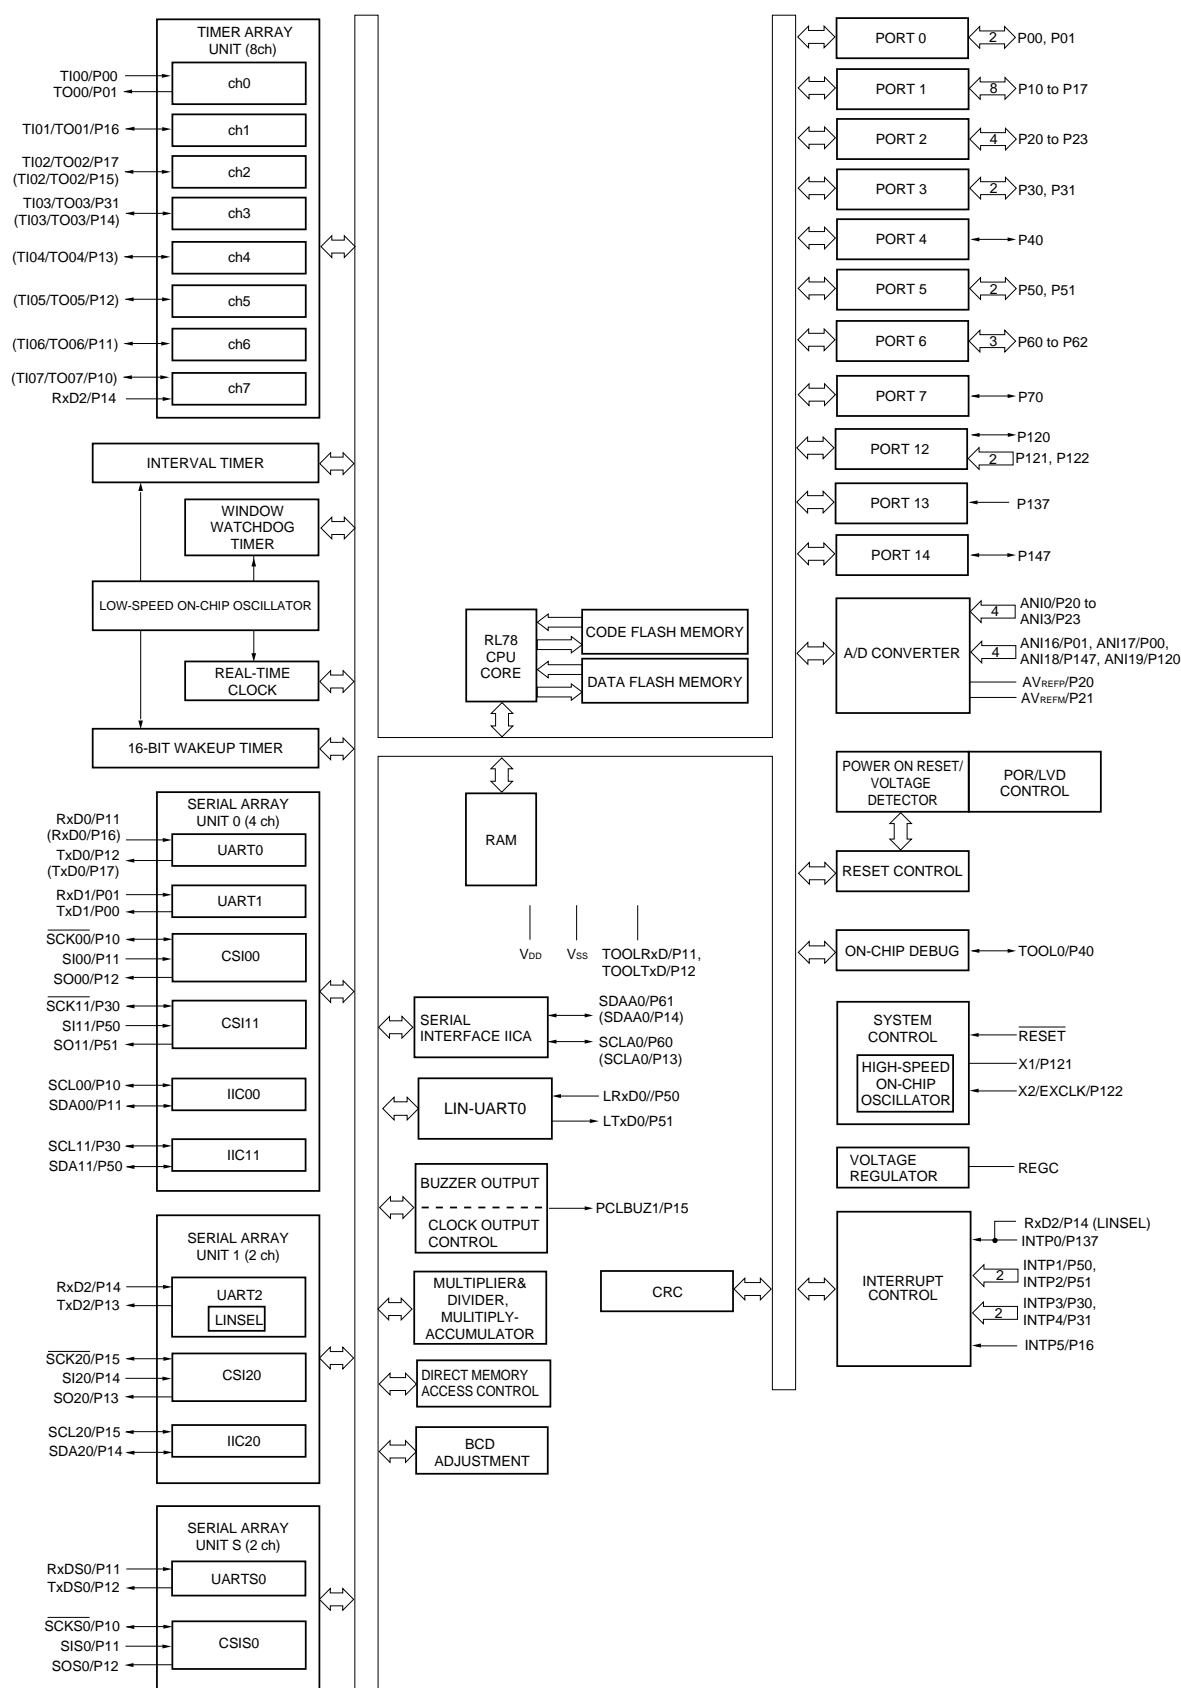 TIMER ARRAY
UNIT (8ch)
TI00/P00
TO00/P01
ch0
TI01/TO01/P16
ch1
TI02/TO02/P17
(TI02/TO02/P15)
ch2
TI03/TO03/P31
(TI03/TO03/P14)
ch3
(TI04/TO04/P13)
ch4
(TI05/TO05/P12)
ch5
(TI06/TO06/P11)
ch6
(TI07/TO07/P10)
RxD2/P14
ch7
INTERVAL TIMER
WINDOW
WATCHDOG
TIMER
LOW-SPEED ON-CHIP OSCILLATOR
REAL-TIME
CLOCK
16-BIT WAKEUP TIMER
SERIAL ARRAY
UNIT 0 (4 ch)
RxD0/P11
(RxD0/P16)
TxD0/P12
(TxD0/P17)
UART0
RxD1/P01
TxD1/P00
UART1
SCK00/P10
SI00/P11
SO00/P12
CSI00
SCK11/P30
SI11/P50
SO11/P51
CSI11
SCL00/P10
SDA00/P11
IIC00
SCL11/P30
SDA11/P50
IIC11
SERIAL ARRAY
UNIT 1 (2 ch)
RxD2/P14
TxD2/P13
UART2
LINSEL
SCK20/P15
SI20/P14
SO20/P13
CSI20
SCL20/P15
SDA20/P14
IIC20
SERIAL ARRAY
UNIT S (2 ch)
RxDS0/P11
TxDS0/P12
UARTS0
SCKS0/P10
SIS0/P11
SOS0/P12
CSIS0
RL78
CPU
CORE
CODE FLASH MEMORY
DATA FLASH MEMORY
RAM
VDD
VSS
TOOLRxD/P11,
TOOLTxD/P12
SERIAL
INTERFACE IICA
SDAA0/P61
(SDAA0/P14)
SCLA0/P60
(SCLA0/P13)
LIN-UART0
LRxD0//P50
LTxD0/P51
BUZZER OUTPUT
CLOCK OUTPUT
CONTROL
PCLBUZ1/P15
MULTIPLIER&
DIVIDER,
MULITIPLY-
ACCUMULATOR
CRC
DIRECT MEMORY
ACCESS CONTROL
BCD
ADJUSTMENT
PORT 0
2
P00, P01
PORT 1
8
P10 to P17
PORT 2
4
P20 to P23
PORT 3
2
P30, P31
PORT 4
P40
PORT 5
2
P50, P51
PORT 6
3
P60 to P62
PORT 7
P70
PORT 12
P120
2
P121, P122
PORT 13
P137
PORT 14
P147
A/D CONVERTER
4
ANI0/P20 to
ANI3/P23
4
ANI16/P01, ANI17/P00,
ANI18/P147, ANI19/P120
AVREFP/P20
AVREFM/P21
POWER ON RESET/
VOLTAGE
DETECTOR
POR/LVD
CONTROL
RESET CONTROL
ON-CHIP DEBUG
TOOL0/P40
SYSTEM
CONTROL
HIGH-SPEED
ON-CHIP
OSCILLATOR
RESET
X1/P121
X2/EXCLK/P122
VOLTAGE
REGULATOR
REGC
INTERRUPT
CONTROL
RxD2/P14 (LINSEL)
INTP0/P137
2
INTP1/P50,
INTP2/P51
2
INTP3/P30,
INTP4/P31
INTP5/P16